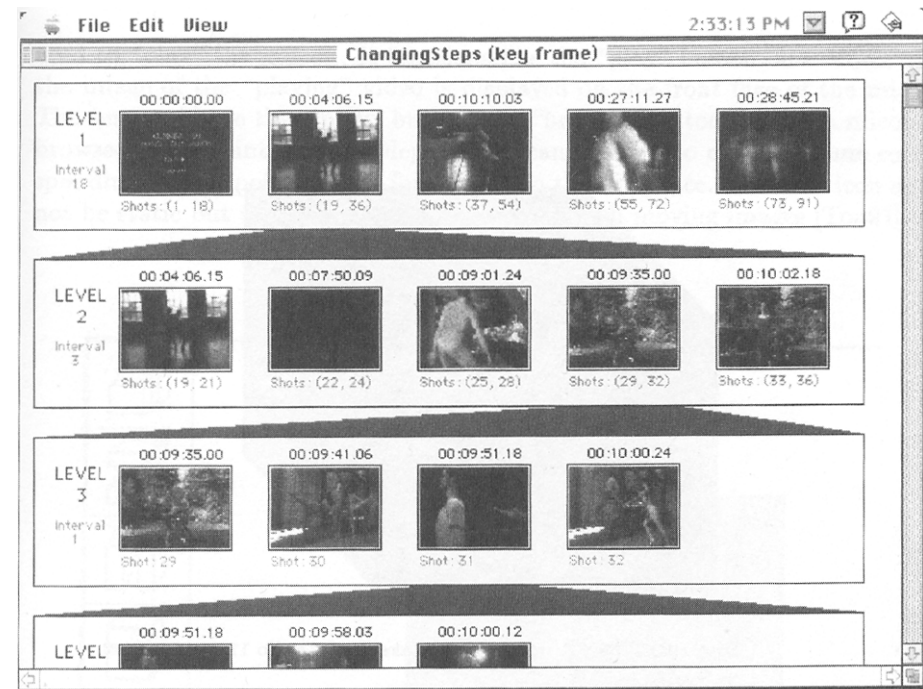 File Edit View 2:33:13 PM
ChangingSteps (key frame)
00:00:00.00 00:04:06.15 00:10:10.03 00:27:11.27 00:28:45.21
LEVEL
1
Interval
18
Shots: (1, 18) Shots: (19, 36) Shots: (37, 54) Shots: (55, 72) Shots: (73, 91)
00:04:06.15 00:07:50.09 00:09:01.24 00:09:35.00 00:10:02.18
LEVEL
2
Interval
3
Shots: (19, 21) Shots: (22, 24) Shots: (25, 28) Shots: (29, 32) Shots: (33, 36)
00:09:35.00 00:09:41.06 00:09:51.18 00:10:00.24
LEVEL
3
Interval
1
Shot: 29 Shot: 30 Shot: 31 Shot: 32
00:09:51.18 00:09:58.03 00:10:00.12
LEVEL